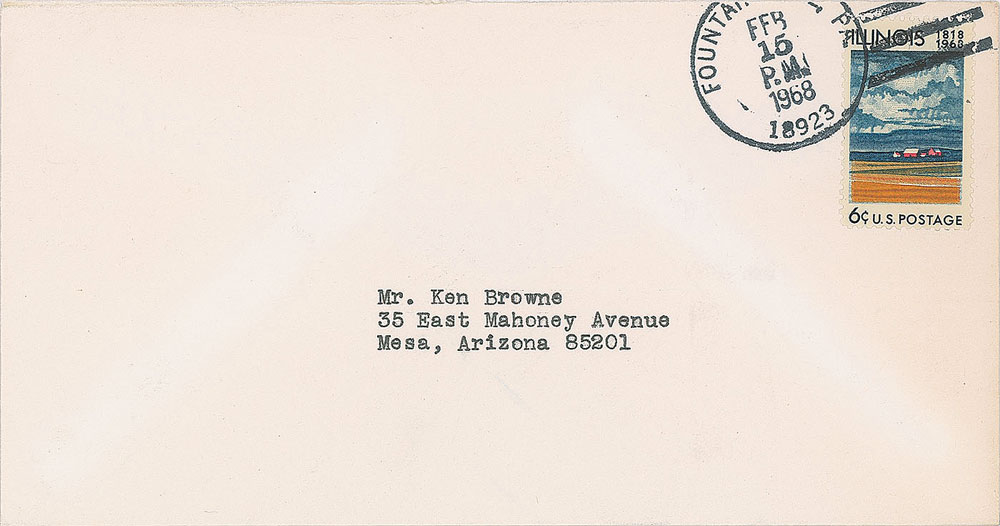 FOUNTAIN
FEB
15
P.M.
1968
18923
ILLINOIS 1818
1968
6¢ U.S. POSTAGE
Mr. Ken Browne
35 East Mahoney Avenue
Mesa, Arizona 85201